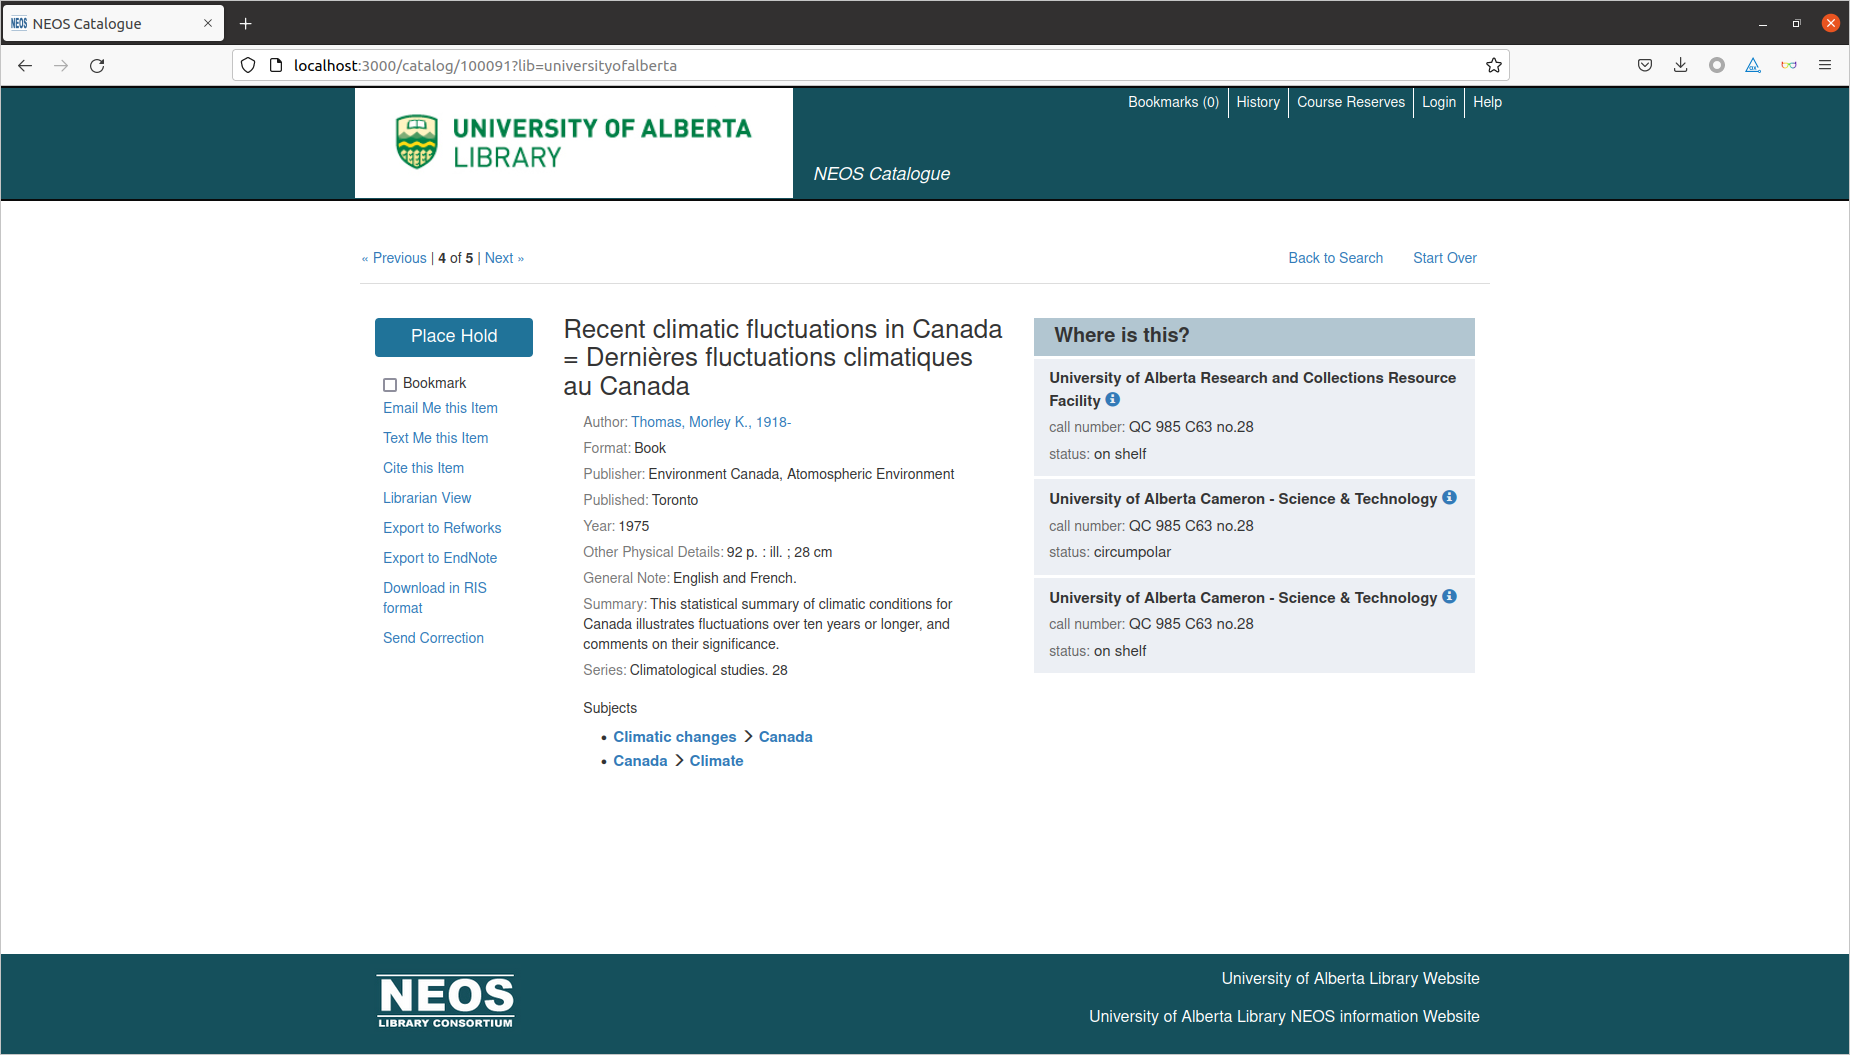 NEOS NEOS Catalogue
localhost:3000/catalog/100091?lib=universityofalberta
Bookmarks (0) History Course Reserves Login Help
UNIVERSITY OF ALBERTA
LIBRARY
NEOS Catalogue
« Previous | 4 of 5 | Next »
Back to Search Start Over
Place Hold
Bookmark
Email Me this Item
Text Me this Item
Cite this Item
Librarian View
Export to Refworks
Export to EndNote
Download in RIS
format
Send Correction
Recent climatic fluctuations in Canada
= Dernières fluctuations climatiques
au Canada
Author: Thomas, Morley K., 1918-
Format: Book
Publisher: Environment Canada, Atomospheric Environment
Published: Toronto
Year: 1975
Other Physical Details: 92 p. : ill. ; 28 cm
General Note: English and French.
Summary: This statistical summary of climatic conditions for
Canada illustrates fluctuations over ten years or longer, and
comments on their significance.
Series: Climatological studies. 28
Subjects
• Climatic changes > Canada
• Canada > Climate
Where is this?
University of Alberta Research and Collections Resource
Facility
call number: QC 985 C63 no.28
status: on shelf
University of Alberta Cameron - Science & Technology
call number: QC 985 C63 no.28
status: circumpolar
University of Alberta Cameron - Science & Technology
call number: QC 985 C63 no.28
status: on shelf
NEOS
LIBRARY CONSORTIUM
University of Alberta Library Website
University of Alberta Library NEOS information Website